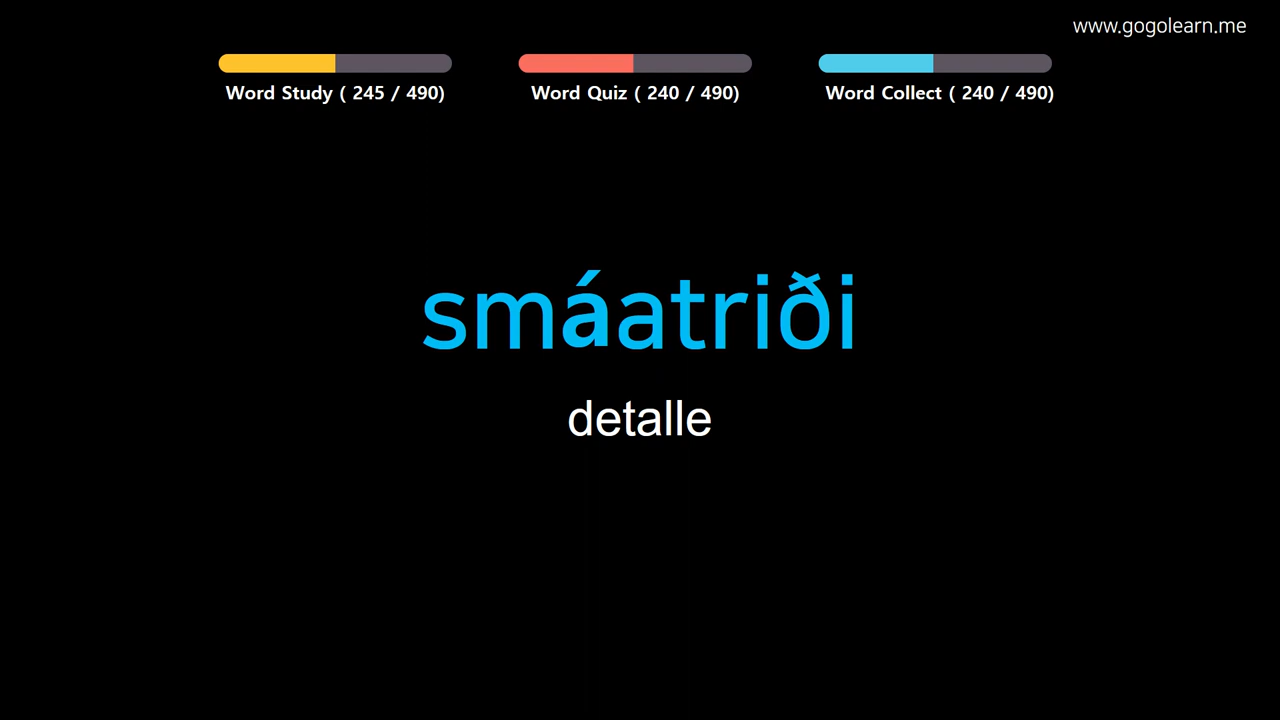 www.gogolearn.me
Word Study ( 245 / 490)
Word Quiz ( 240 / 490)
Word Collect ( 240 / 490)
smáatriði
detalle